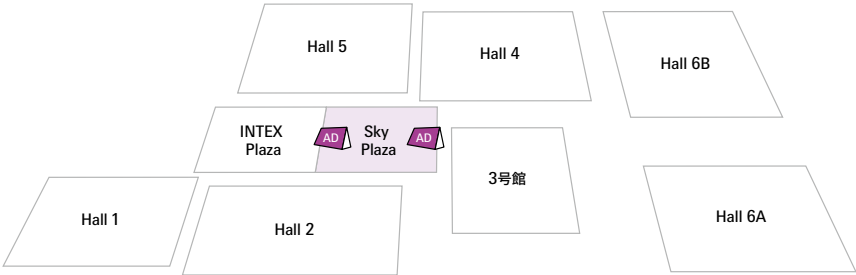 Hall 5
Hall 4
Hall 6B
INTEX
Plaza
AD
Sky
Plaza
AD
3号館
Hall 1
Hall 2
Hall 6A